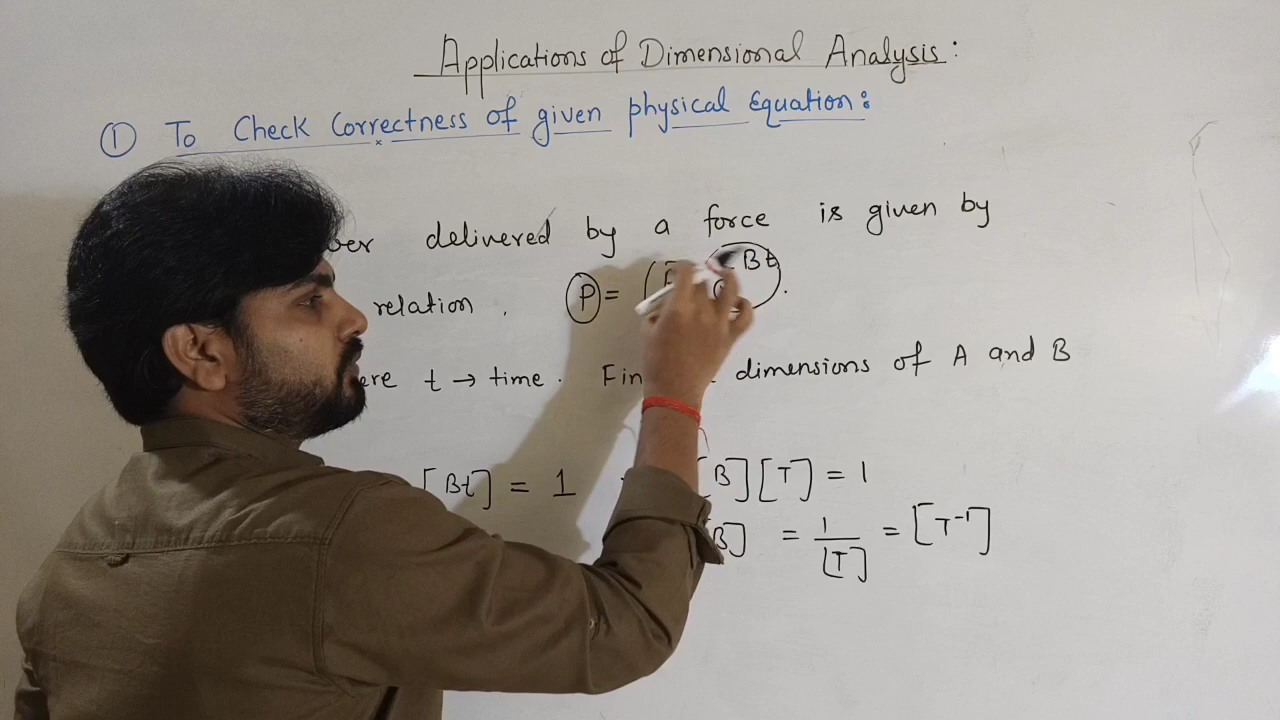 Applications of Dimensional Analysis:
① To Check Correctness of given physical Equation:
delivered by a force is given by
relation. P = Bt
t → time. dimensions of A and B
[Bt] = 1 [B][T] = 1
[B] = 1/[T] = [T⁻¹]